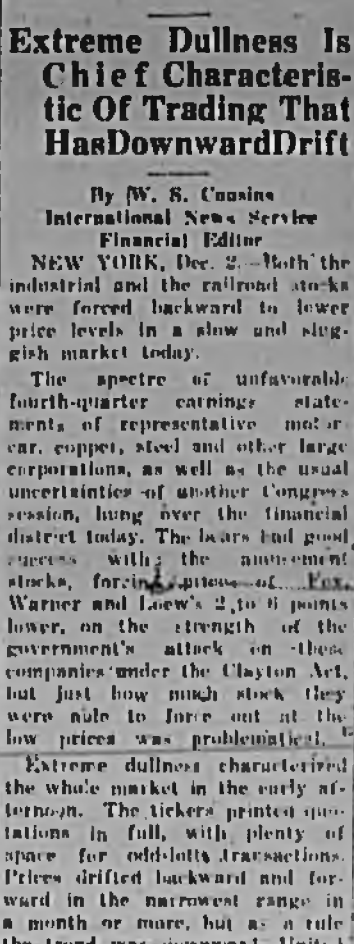 Extreme Dullness Is
Chief Characteris-
tic Of Trading That
HasDownwardDrift
By W. S. Cousins
International News Service
Financial Editor
NEW YORK, Dec. 2.—Both the
industrial and the railroad stocks
were forced backward to lower
price levels in a slow and slug-
gish market today.
The spectre of unfavorable
fourth-quarter earnings state-
ments of representative motor
car, copper, steel and other large
corporations, as well as the usual
uncertainties of another Congress
session, hung over the financial
district today. The bears had good
success with the amusement
stocks, forcing prices of Fox,
Warner and Loew's 2 to 6 points
lower, on the strength of the
government's attack on these
companies under the Clayton Act,
but just how much stock they
were able to force out at the
low prices was problematical.
Extreme dullness characterized
the whole market in the early af-
ternoon. The tickers printed quo-
tations in full, with plenty of
space for odd-lotts transactions.
Prices drifted backward and for-
ward in the narrowest range in
a month or more, but as a rule
the trend was